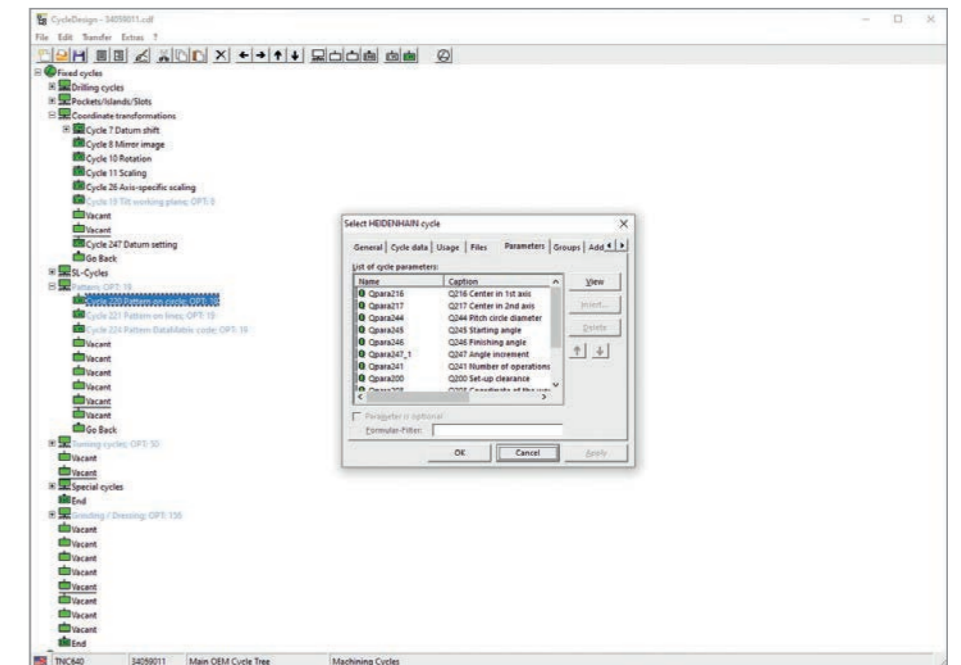 CycleDesign - 34059011.cdf
File Edit Transfer Extras ?
Fixed cycles
Drilling cycles
Pockets/Islands/Slots
Coordinate transformations
Cycle 7 Datum shift
Cycle 8 Mirror image
Cycle 10 Rotation
Cycle 11 Scaling
Cycle 26 Axis-specific scaling
Cycle 19 Tilt working plane; OPT: 8
Vacant
Vacant
Cycle 247 Datum setting
Go Back
SL-Cycles
Pattern; OPT: 19
Cycle 220 Pattern on circle; OPT: 19
Cycle 221 Pattern on lines; OPT: 19
Cycle 224 Pattern DataMatrix code; OPT: 19
Vacant
Vacant
Vacant
Vacant
Vacant
Vacant
Go Back
Turning cycles; OPT: 50
Vacant
Vacant
Special cycles
End
Grinding / Dressing; OPT: 156
Vacant
Vacant
Vacant
Vacant
Vacant
Vacant
Vacant
Vacant
End
Select HEIDENHAIN cycle
General Cycle data Usage Files Parameters Groups Add
List of cycle parameters:
Name Caption
Qpara216 Q216 Center in 1st axis
Qpara217 Q217 Center in 2nd axis
Qpara244 Q244 Pitch circle diameter
Qpara245 Q245 Starting angle
Qpara246 Q246 Finishing angle
Qpara247_1 Q247 Angle increment
Qpara241 Q241 Number of operations
Qpara200 Q200 Set-up clearance
View
Insert...
Delete
Parameter is optional
Formular-Filter:
OK Cancel Apply
TNC640 34059011 Main OEM Cycle Tree Machining Cycles